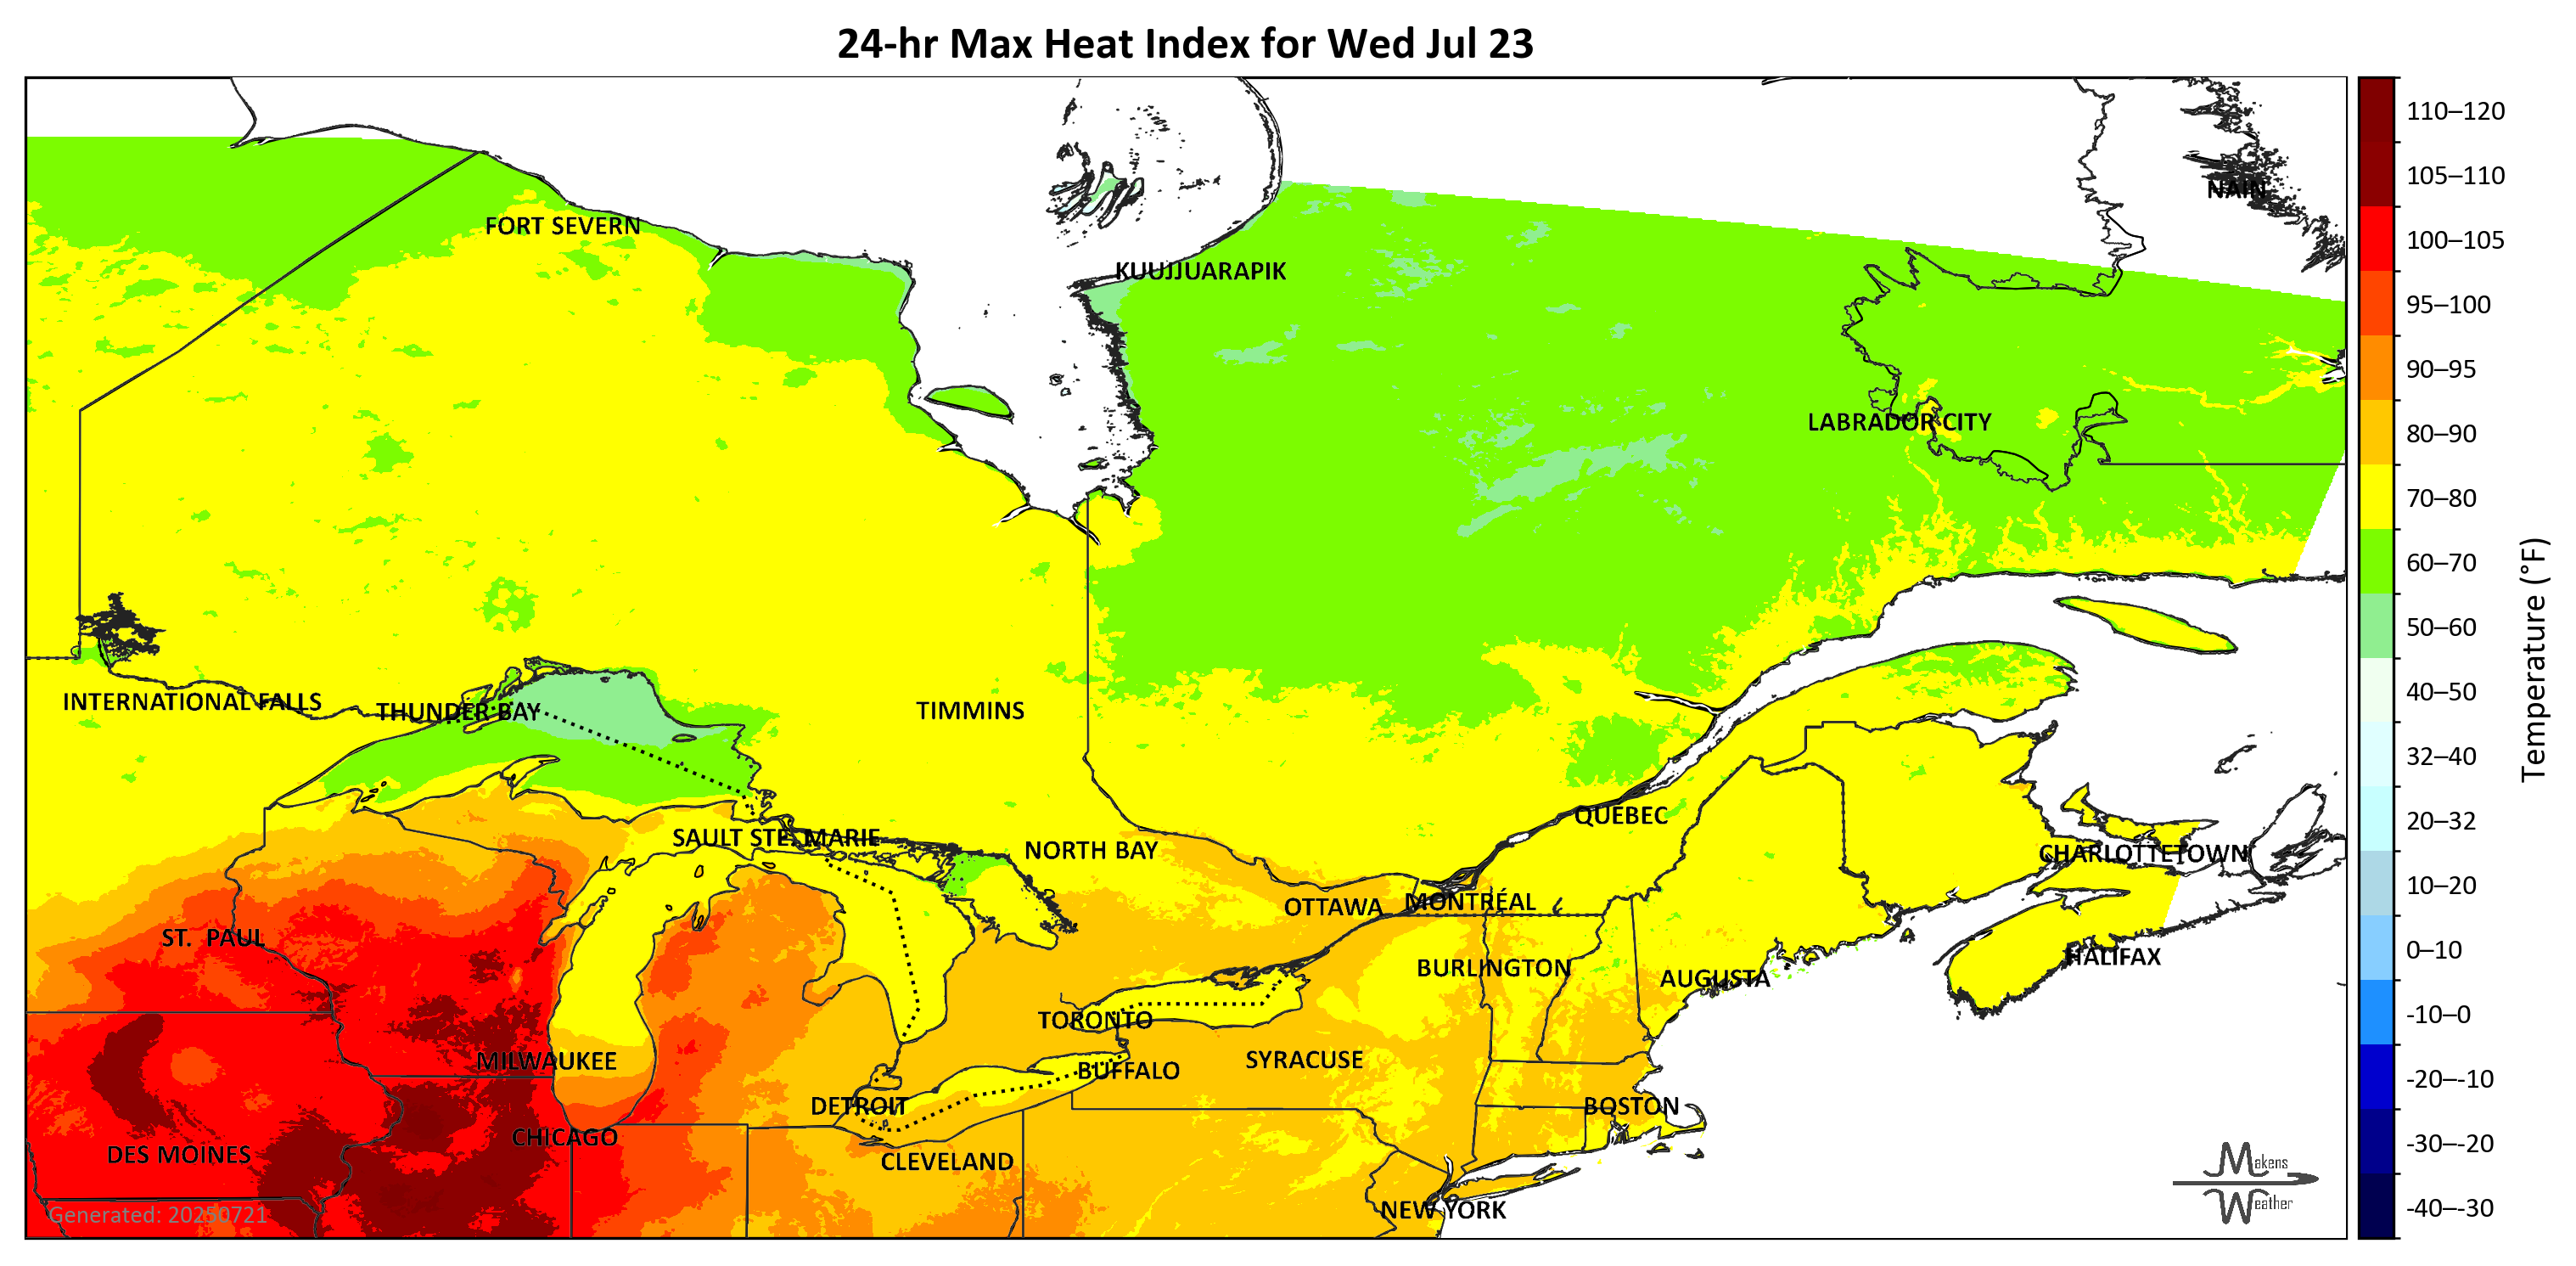 24-hr Max Heat Index for Wed Jul 23
NAIN
FORT SEVERN
KUUJJUARAPIK
LABRADOR CITY
INTERNATIONAL FALLS
THUNDER BAY
TIMMINS
QUEBEC
SAULT STE. MARIE
NORTH BAY
CHARLOTTETOWN
OTTAWA
MONTRÉAL
ST. PAUL
HALIFAX
BURLINGTON
AUGUSTA
TORONTO
MILWAUKEE
SYRACUSE
BUFFALO
DETROIT
BOSTON
CHICAGO
DES MOINES
CLEVELAND
NEW YORK
Generated: 20250721
Makens
Weather
110–120
105–110
100–105
95–100
90–95
80–90
70–80
60–70
50–60
40–50
32–40
20–32
10–20
0–10
-10–0
-20–-10
-30–-20
-40–-30
Temperature (°F)